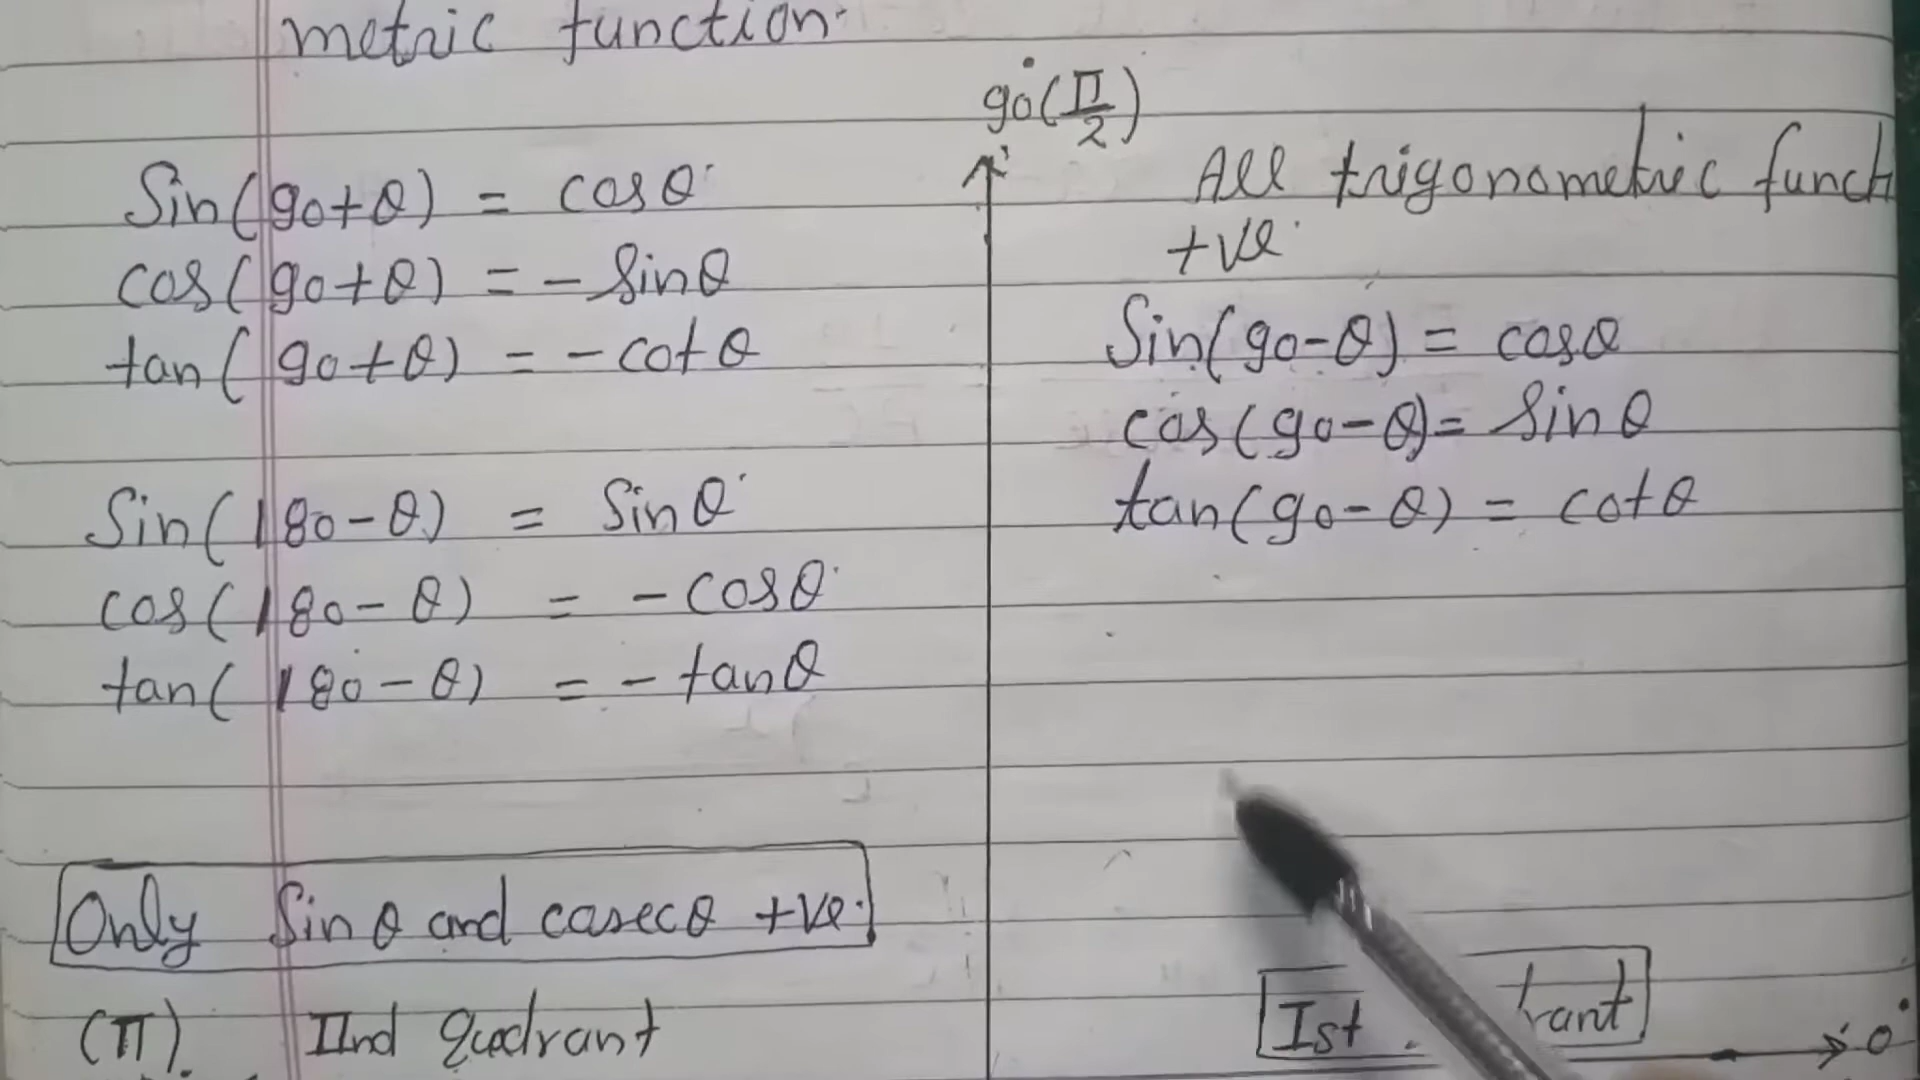 metric function.
90°(π/2)
Sin(90+θ) = cosθ
cos(90+θ) = -Sinθ
tan(90+θ) = -cotθ
Sin(180-θ) = Sinθ
cos(180-θ) = -cosθ
tan(180-θ) = -tanθ
Only Sinθ and casecθ +ve.
(π). IInd Quadrant
All trigonometric funct
+ve.
Sin(90-θ) = cosθ
cos(90-θ) = Sinθ
tan(90-θ) = cotθ
Ist rant
0°